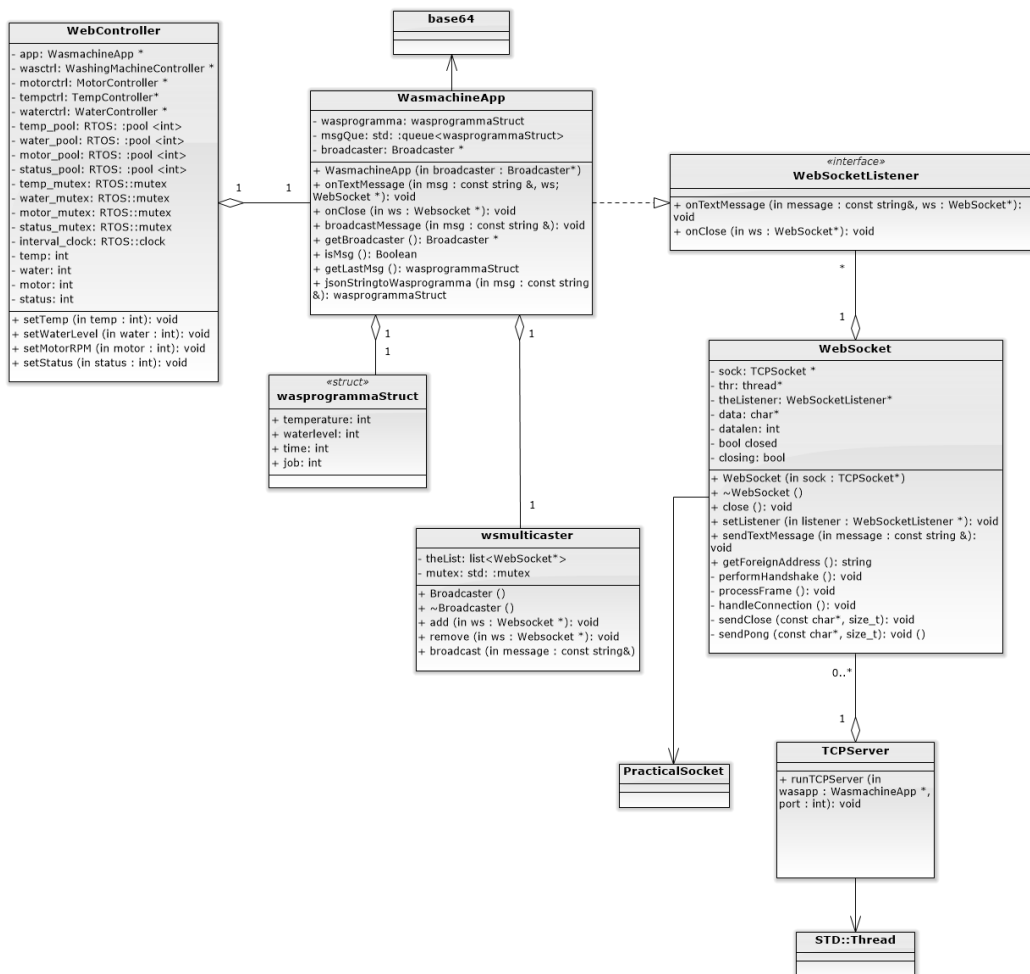 WebController
- app: WasmachineApp *
- wasctrl: WashingMachineController *
- motorctrl: MotorController *
- tempctrl: TempController*
- waterctrl: WaterController *
- temp_pool: RTOS: :pool <int>
- water_pool: RTOS: :pool <int>
- motor_pool: RTOS: :pool <int>
- status_pool: RTOS: :pool <int>
- temp_mutex: RTOS::mutex
- water_mutex: RTOS::mutex
- motor_mutex: RTOS::mutex
- status_mutex: RTOS::mutex
- interval_clock: RTOS::clock
- temp: int
- water: int
- motor: int
- status: int
+ setTemp (in temp : int): void
+ setWaterLevel (in water : int): void
+ setMotorRPM (in motor : int): void
+ setStatus (in status : int): void
1
1
base64
WasmachineApp
- wasprogramma: wasprogrammaStruct
- msgQue: std: :queue<wasprogrammaStruct>
- broadcaster: Broadcaster *
+ WasmachineApp (in broadcaster : Broadcaster*)
+ onTextMessage (in msg : const string &, ws;
WebSocket *): void
+ onClose (in ws : Websocket *): void
+ broadcastMessage (in msg : const string &): void
+ getBroadcaster (): Broadcaster *
+ isMsg (): Boolean
+ getLastMsg (): wasprogrammaStruct
+ jsonStringtoWasprogramma (in msg : const string
&): wasprogrammaStruct
1
1
1
«struct»
wasprogrammaStruct
+ temperature: int
+ waterlevel: int
+ time: int
+ job: int
1
wsmulticaster
- theList: list<WebSocket*>
- mutex: std: :mutex
+ Broadcaster ()
+ ~Broadcaster ()
+ add (in ws : Websocket *): void
+ remove (in ws : Websocket *): void
+ broadcast (in message : const string&)
«interface»
WebSocketListener
+ onTextMessage (in message : const string&, ws : WebSocket*):
void
+ onClose (in ws : WebSocket*): void
*
1
WebSocket
- sock: TCPSocket *
- thr: thread*
- theListener: WebSocketListener*
- data: char*
- datalen: int
- bool closed
- closing: bool
+ WebSocket (in sock : TCPSocket*)
+ ~WebSocket ()
+ close (): void
+ setListener (in listener : WebSocketListener *): void
+ sendTextMessage (in message : const string &):
void
+ getForeignAddress (): string
- performHandshake (): void
- processFrame (): void
- handleConnection (): void
- sendClose (const char*, size_t): void
- sendPong (const char*, size_t): void ()
0..*
1
PracticalSocket
TCPServer
+ runTCPServer (in
wasapp : WasmachineApp *,
port : int): void
STD::Thread